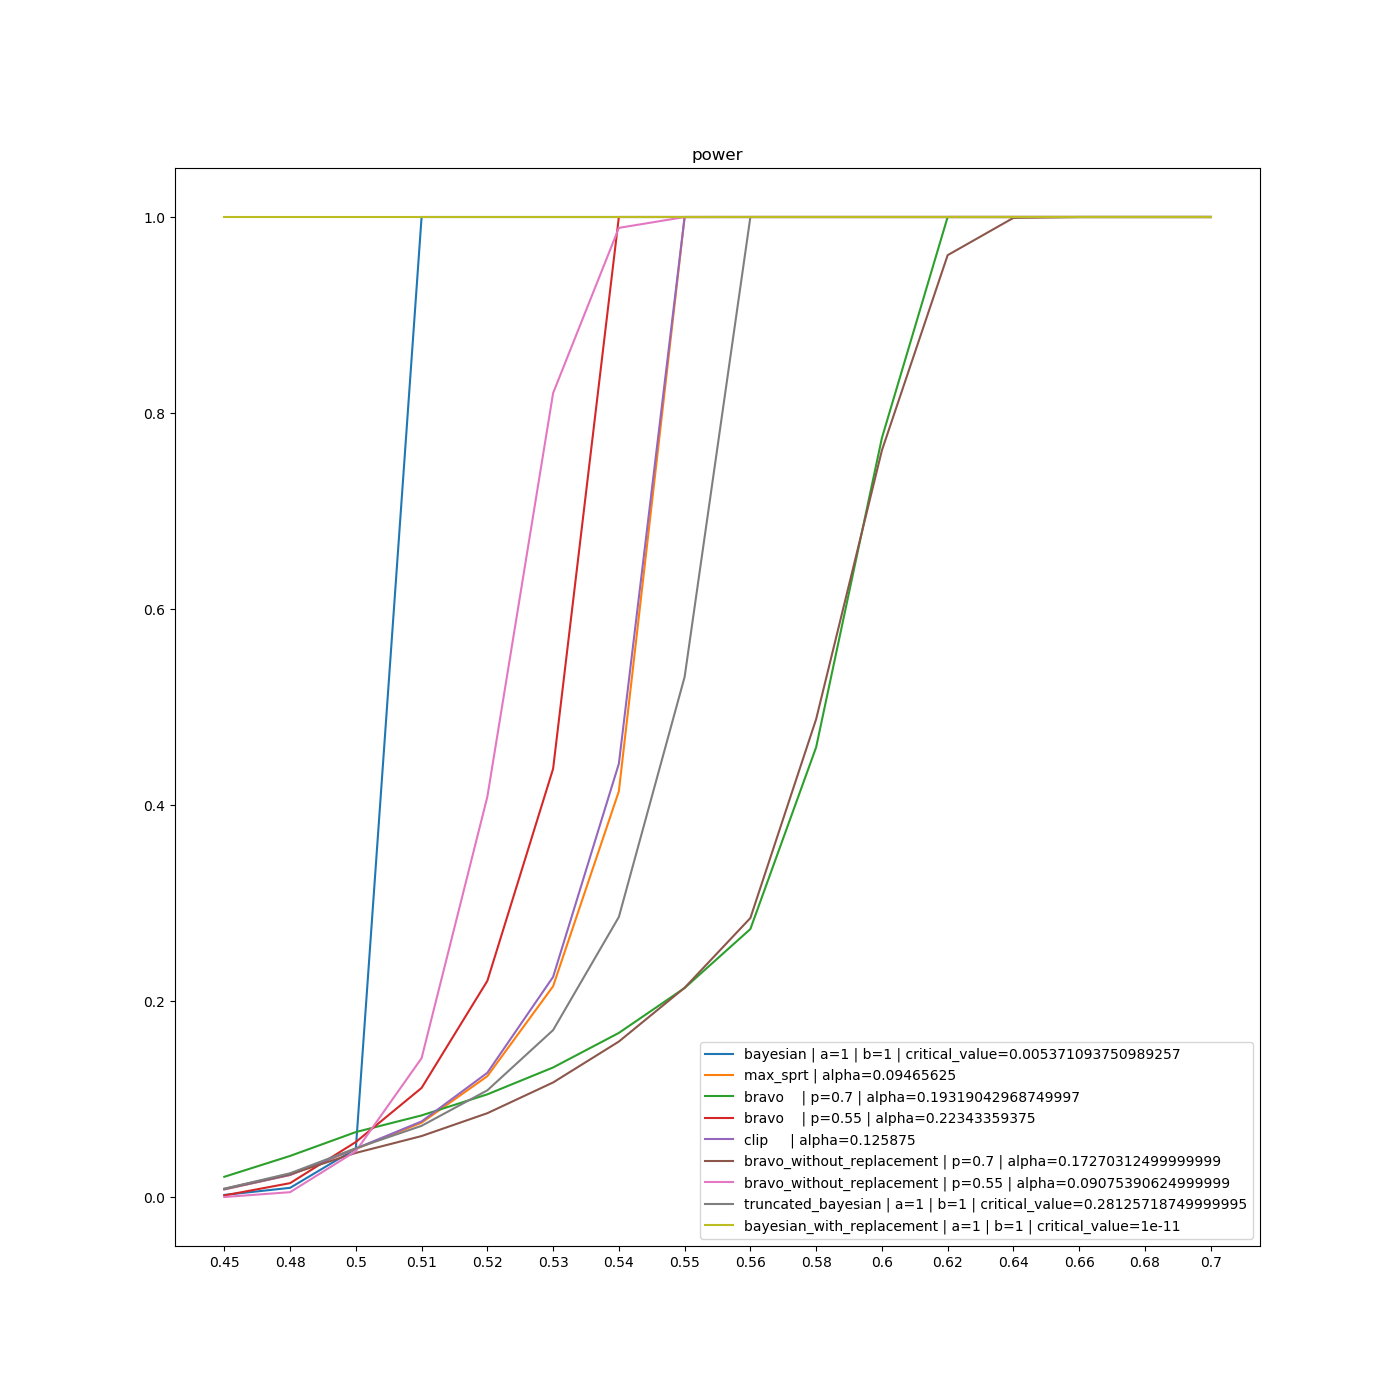 power
1.0
0.8
0.6
0.4
0.2
0.0
bayesian | a=1 | b=1 | critical_value=0.005371093750989257
max_sprt | alpha=0.09465625
bravo | p=0.7 | alpha=0.19319042968749997
bravo | p=0.55 | alpha=0.22343359375
clip | alpha=0.125875
bravo_without_replacement | p=0.7 | alpha=0.17270312499999999
bravo_without_replacement | p=0.55 | alpha=0.09075390624999999
truncated_bayesian | a=1 | b=1 | critical_value=0.28125718749999995
bayesian_with_replacement | a=1 | b=1 | critical_value=1e-11
0.45 0.48 0.5 0.51 0.52 0.53 0.54 0.55 0.56 0.58 0.6 0.62 0.64 0.66 0.68 0.7